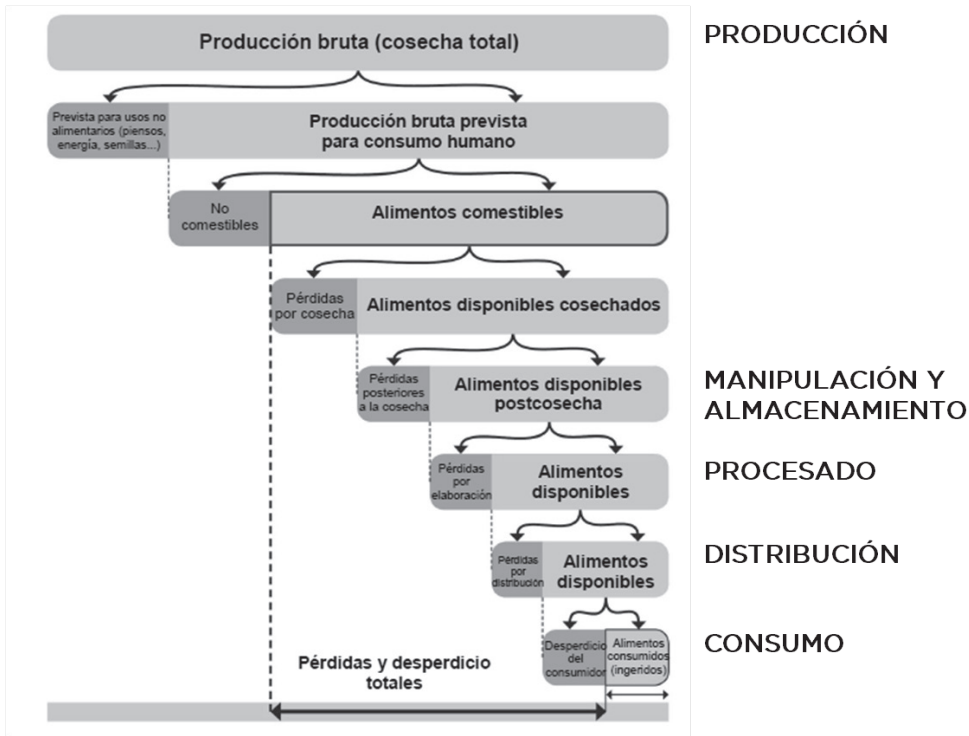 Producción bruta (cosecha total)
PRODUCCIÓN
Prevista para usos no
alimentarios (piensos,
energía, semillas...)
Producción bruta prevista
para consumo humano
No
comestibles
Alimentos comestibles
Pérdidas
por cosecha
Alimentos disponibles cosechados
Pérdidas
posteriores
a la cosecha
Alimentos disponibles
postcosecha
MANIPULACIÓN Y
ALMACENAMIENTO
Pérdidas
por
elaboración
Alimentos
disponibles
PROCESADO
Pérdidas
por
distribución
Alimentos
disponibles
DISTRIBUCIÓN
Desperdicio
del
consumidor
Alimentos
consumidos
(ingeridos)
CONSUMO
Pérdidas y desperdicio
totales